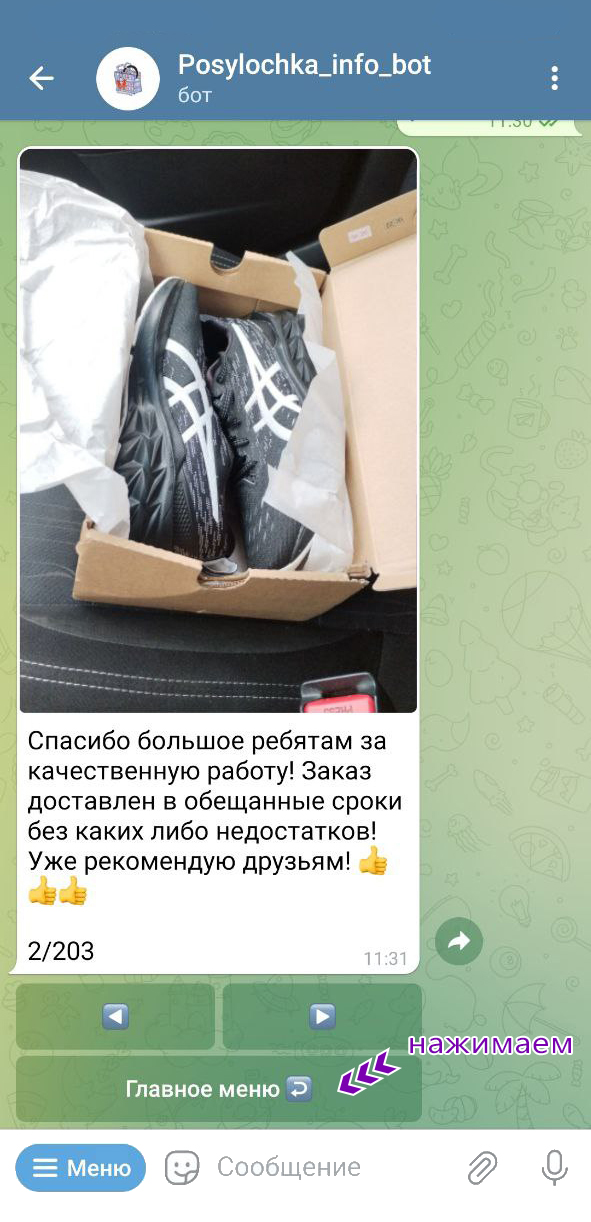 Posylochka_info_bot
бот
11:30
Спасибо большое ребятам за
качественную работу! Заказ
доставлен в обещанные сроки
без каких либо недостатков!
Уже рекомендую друзьям! 👍
👍👍
2/203
11:31
нажимаем
Главное меню
Меню
Сообщение